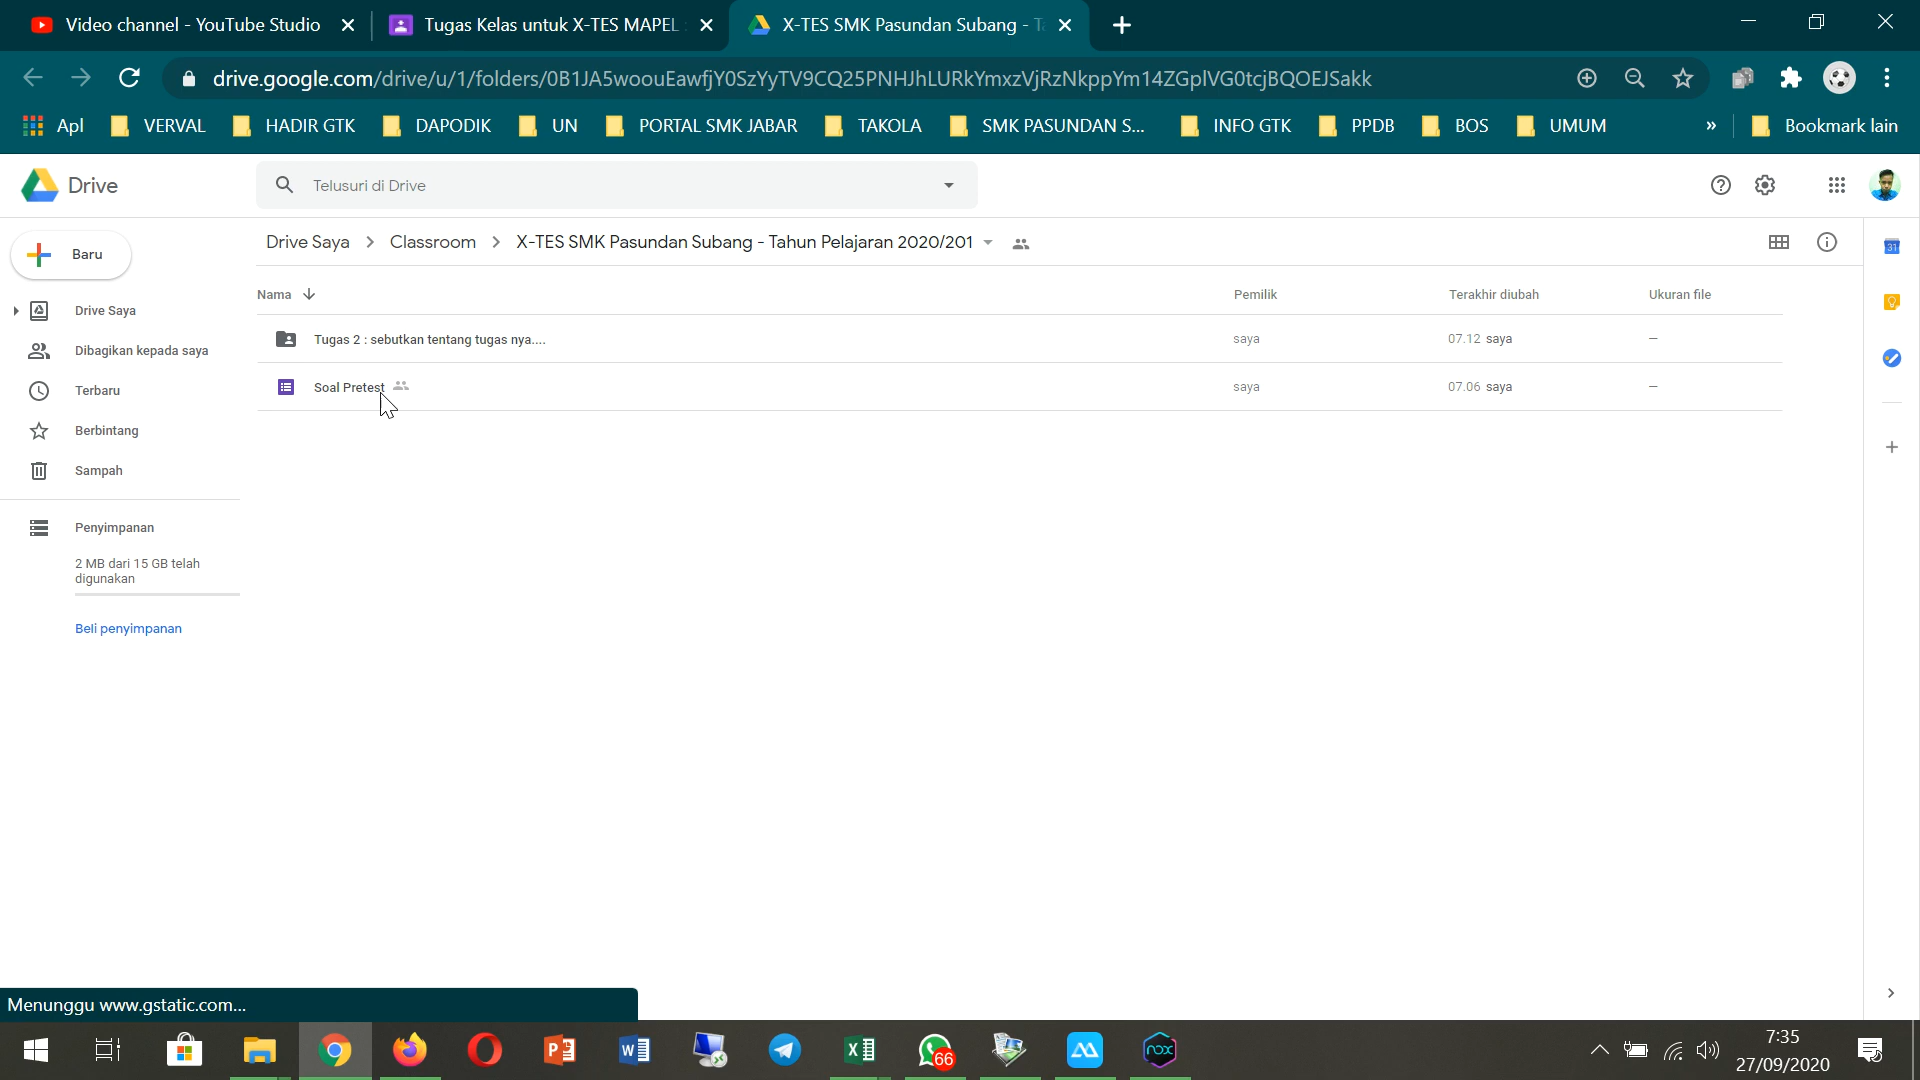 Video channel - YouTube Studio
Tugas Kelas untuk X-TES MAPEL
X-TES SMK Pasundan Subang - Ta
drive.google.com/drive/u/1/folders/0B1JA5woouEawfjY0SzYyTV9CQ25PNHJhLURkYmxzVjRzNkppYm14ZGplVG0tcjBQOEJSakk
Apl
VERVAL
HADIR GTK
DAPODIK
UN
PORTAL SMK JABAR
TAKOLA
SMK PASUNDAN S...
INFO GTK
PPDB
BOS
UMUM
»
Bookmark lain
Drive
Telusuri di Drive
Baru
Drive Saya > Classroom > X-TES SMK Pasundan Subang - Tahun Pelajaran 2020/201
31
Nama
Pemilik
Terakhir diubah
Ukuran file
Drive Saya
Dibagikan kepada saya
Terbaru
Berbintang
Sampah
Penyimpanan
2 MB dari 15 GB telah
digunakan
Beli penyimpanan
Tugas 2 : sebutkan tentang tugas nya....
saya
07.12 saya
–
Soal Pretest
saya
07.06 saya
–
Menunggu www.gstatic.com...
66
nox
7:35
27/09/2020